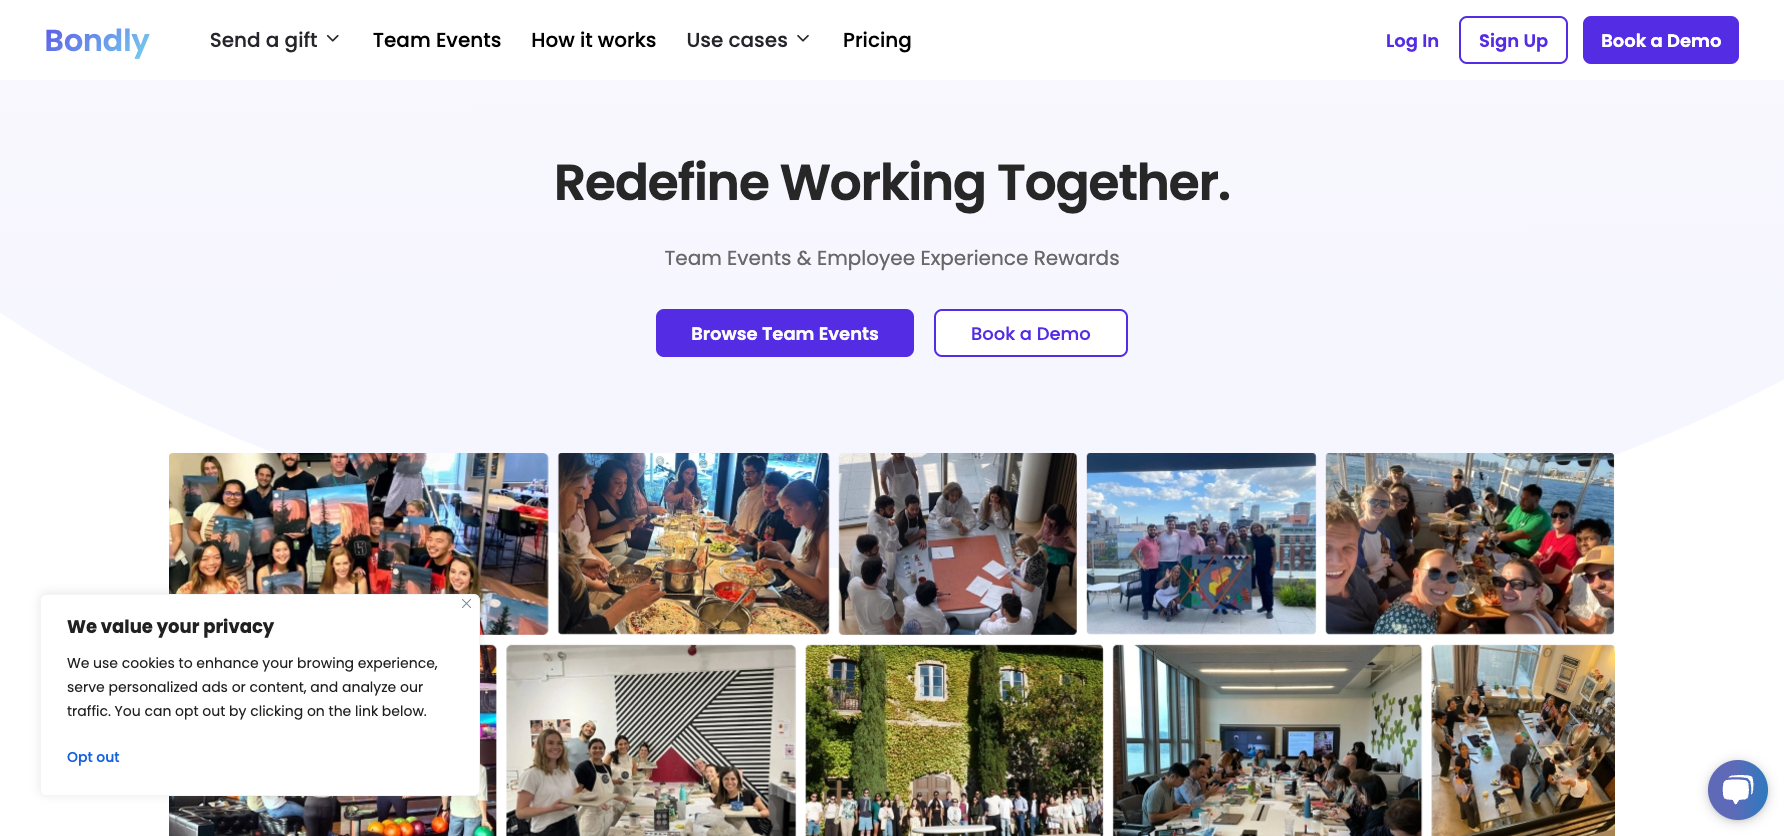 Bondly
Send a gift
Team Events
How it works
Use cases
Pricing
Log In
Sign Up
Book a Demo
Redefine Working Together.
Team Events & Employee Experience Rewards
Browse Team Events
Book a Demo
We value your privacy
We use cookies to enhance your browing experience,
serve personalized ads or content, and analyze our
traffic. You can opt out by clicking on the link below.
Opt out